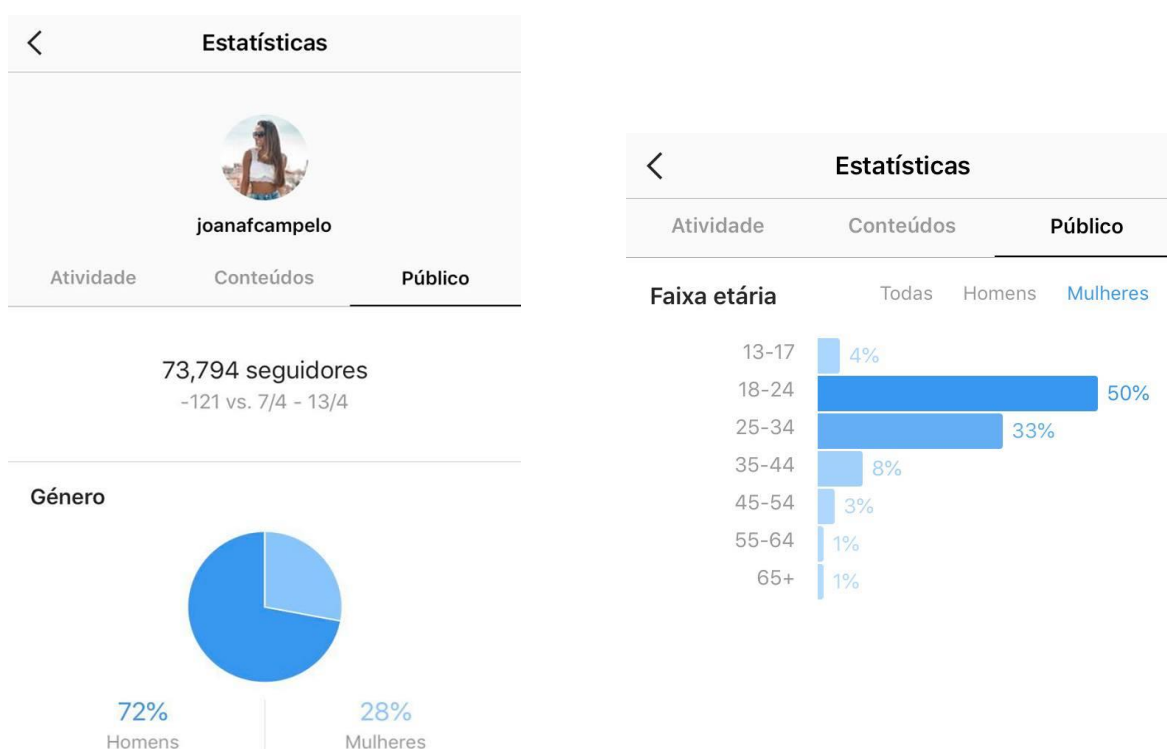 Estatísticas
joanafcampelo
Atividade Conteúdos Público
73,794 seguidores
-121 vs. 7/4 - 13/4
Género
72% 28%
Homens Mulheres
Estatísticas
Atividade Conteúdos Público
Faixa etária Todas Homens Mulheres
13-17 4%
18-24 50%
25-34 33%
35-44 8%
45-54 3%
55-64 1%
65+ 1%